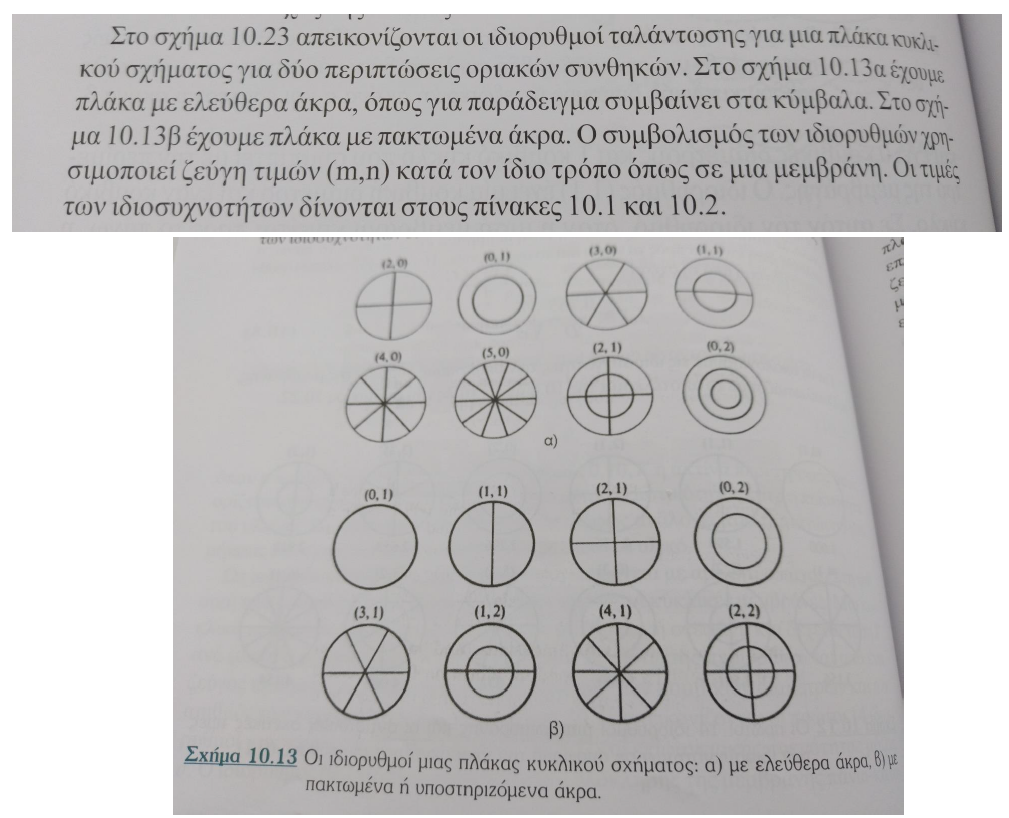 Στο σχήμα 10.23 απεικονίζονται οι ιδιορυθμοί ταλάντωσης για μια πλάκα κυκλι-
κού σχήματος για δύο περιπτώσεις οριακών συνθηκών. Στο σχήμα 10.13α έχουμε
πλάκα με ελεύθερα άκρα, όπως για παράδειγμα συμβαίνει στα κύμβαλα. Στο σχή-
μα 10.13β έχουμε πλάκα με πακτωμένα άκρα. Ο συμβολισμός των ιδιορυθμών χρη-
σιμοποιεί ζεύγη τιμών (m,n) κατά τον ίδιο τρόπο όπως σε μια μεμβράνη. Οι τιμές
των ιδιοσυχνοτήτων δίνονται στους πίνακες 10.1 και 10.2.
(2, 0) (0, 1) (3, 0) (1, 1)
(4, 0) (5, 0) (2, 1) (0, 2)
α)
(0, 1) (1, 1) (2, 1) (0, 2)
(3, 1) (1, 2) (4, 1) (2, 2)
β)
Σχήμα 10.13 Οι ιδιορυθμοί μιας πλάκας κυκλικού σχήματος: α) με ελεύθερα άκρα, β) με
πακτωμένα ή υποστηριζόμενα άκρα.